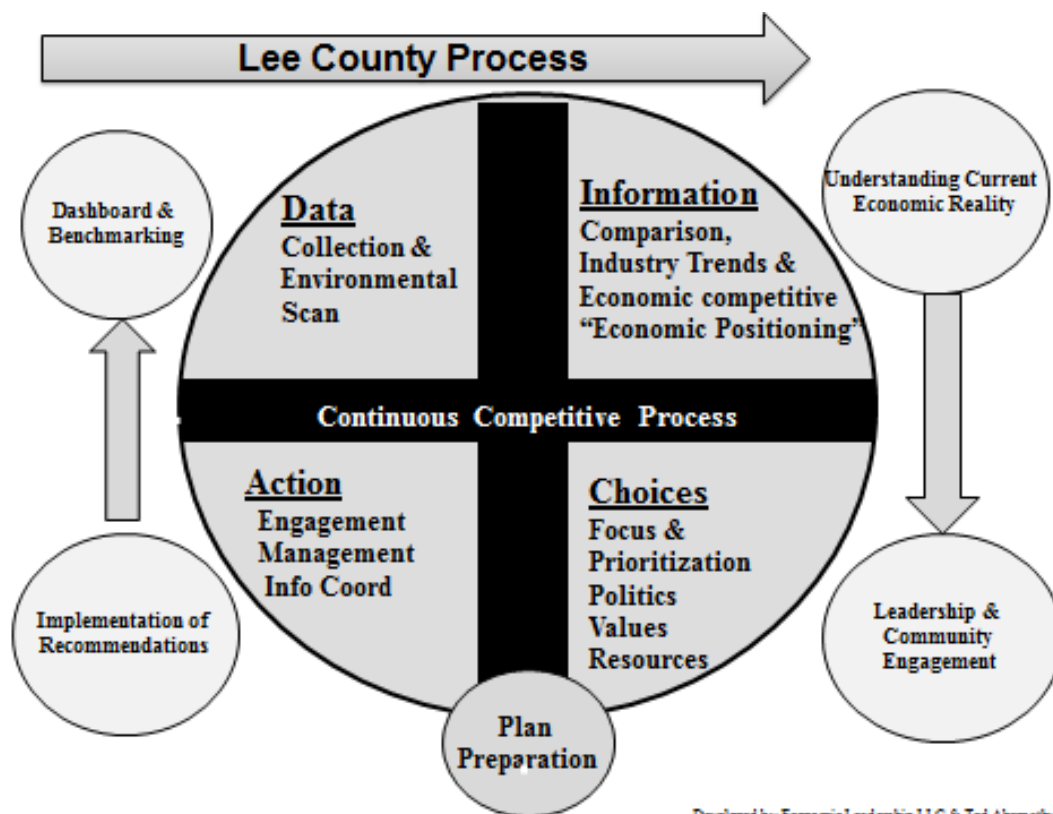 Lee County Process
Dashboard &
Benchmarking
Data
Collection &
Environmental
Scan
Information
Comparison,
Industry Trends &
Economic competitive
“Economic Positioning”
Understanding Current
Economic Reality
Continuous Competitive Process
Implementation of
Recommendations
Action
Engagement
Management
Info Coord
Choices
Focus &
Prioritization
Politics
Values
Resources
Leadership &
Community
Engagement
Plan
Preparation